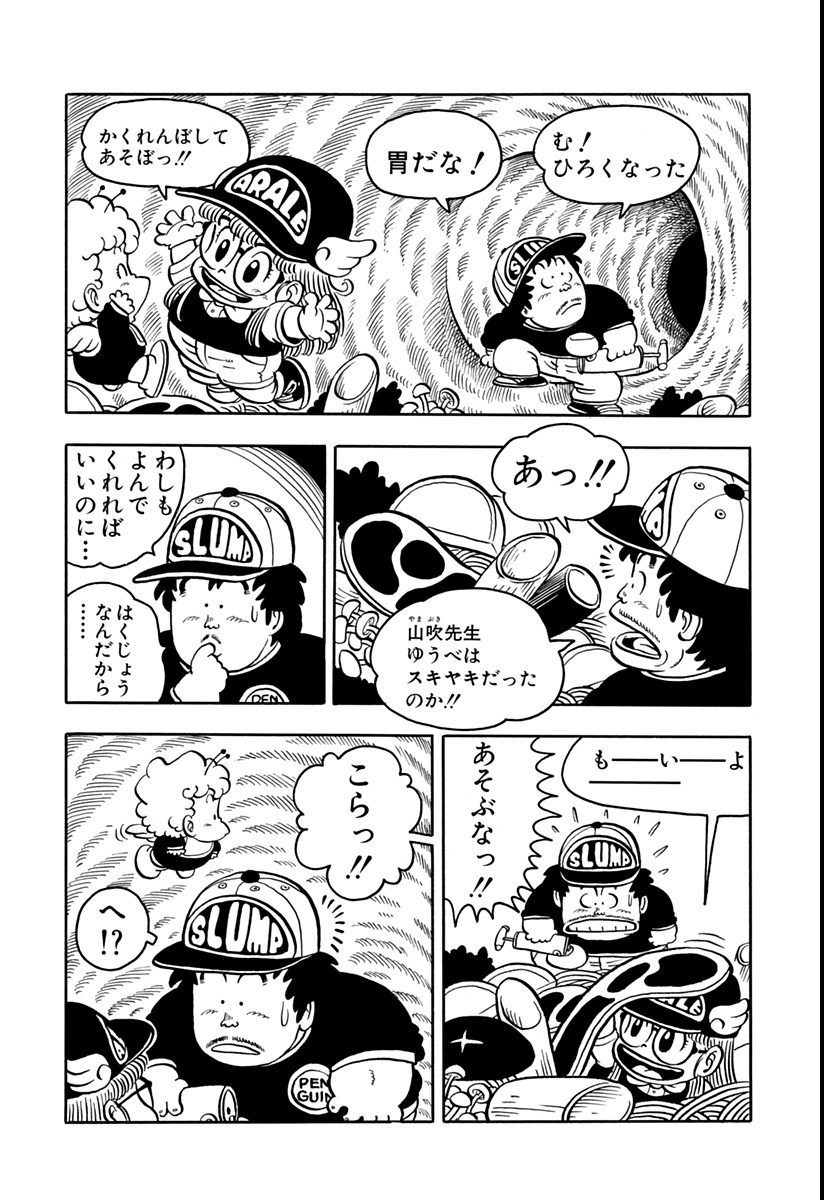 む！
ひろくなった
胃だな！
かくれんぼして
あそぼっ!!
ARALE
SLUMP
あっ!!
山吹先生
やまぶき
ゆうべは
スキヤキだった
のか!!
わしも
よんで
くれれば
いいのに…
はくじょう
なんだから
……
SLUMP
PEN
も──い──よ
あそぶなっ!!
SLUMP
ARALE
こらっ!!
へ!?
SLUMP
PEN
GUIN